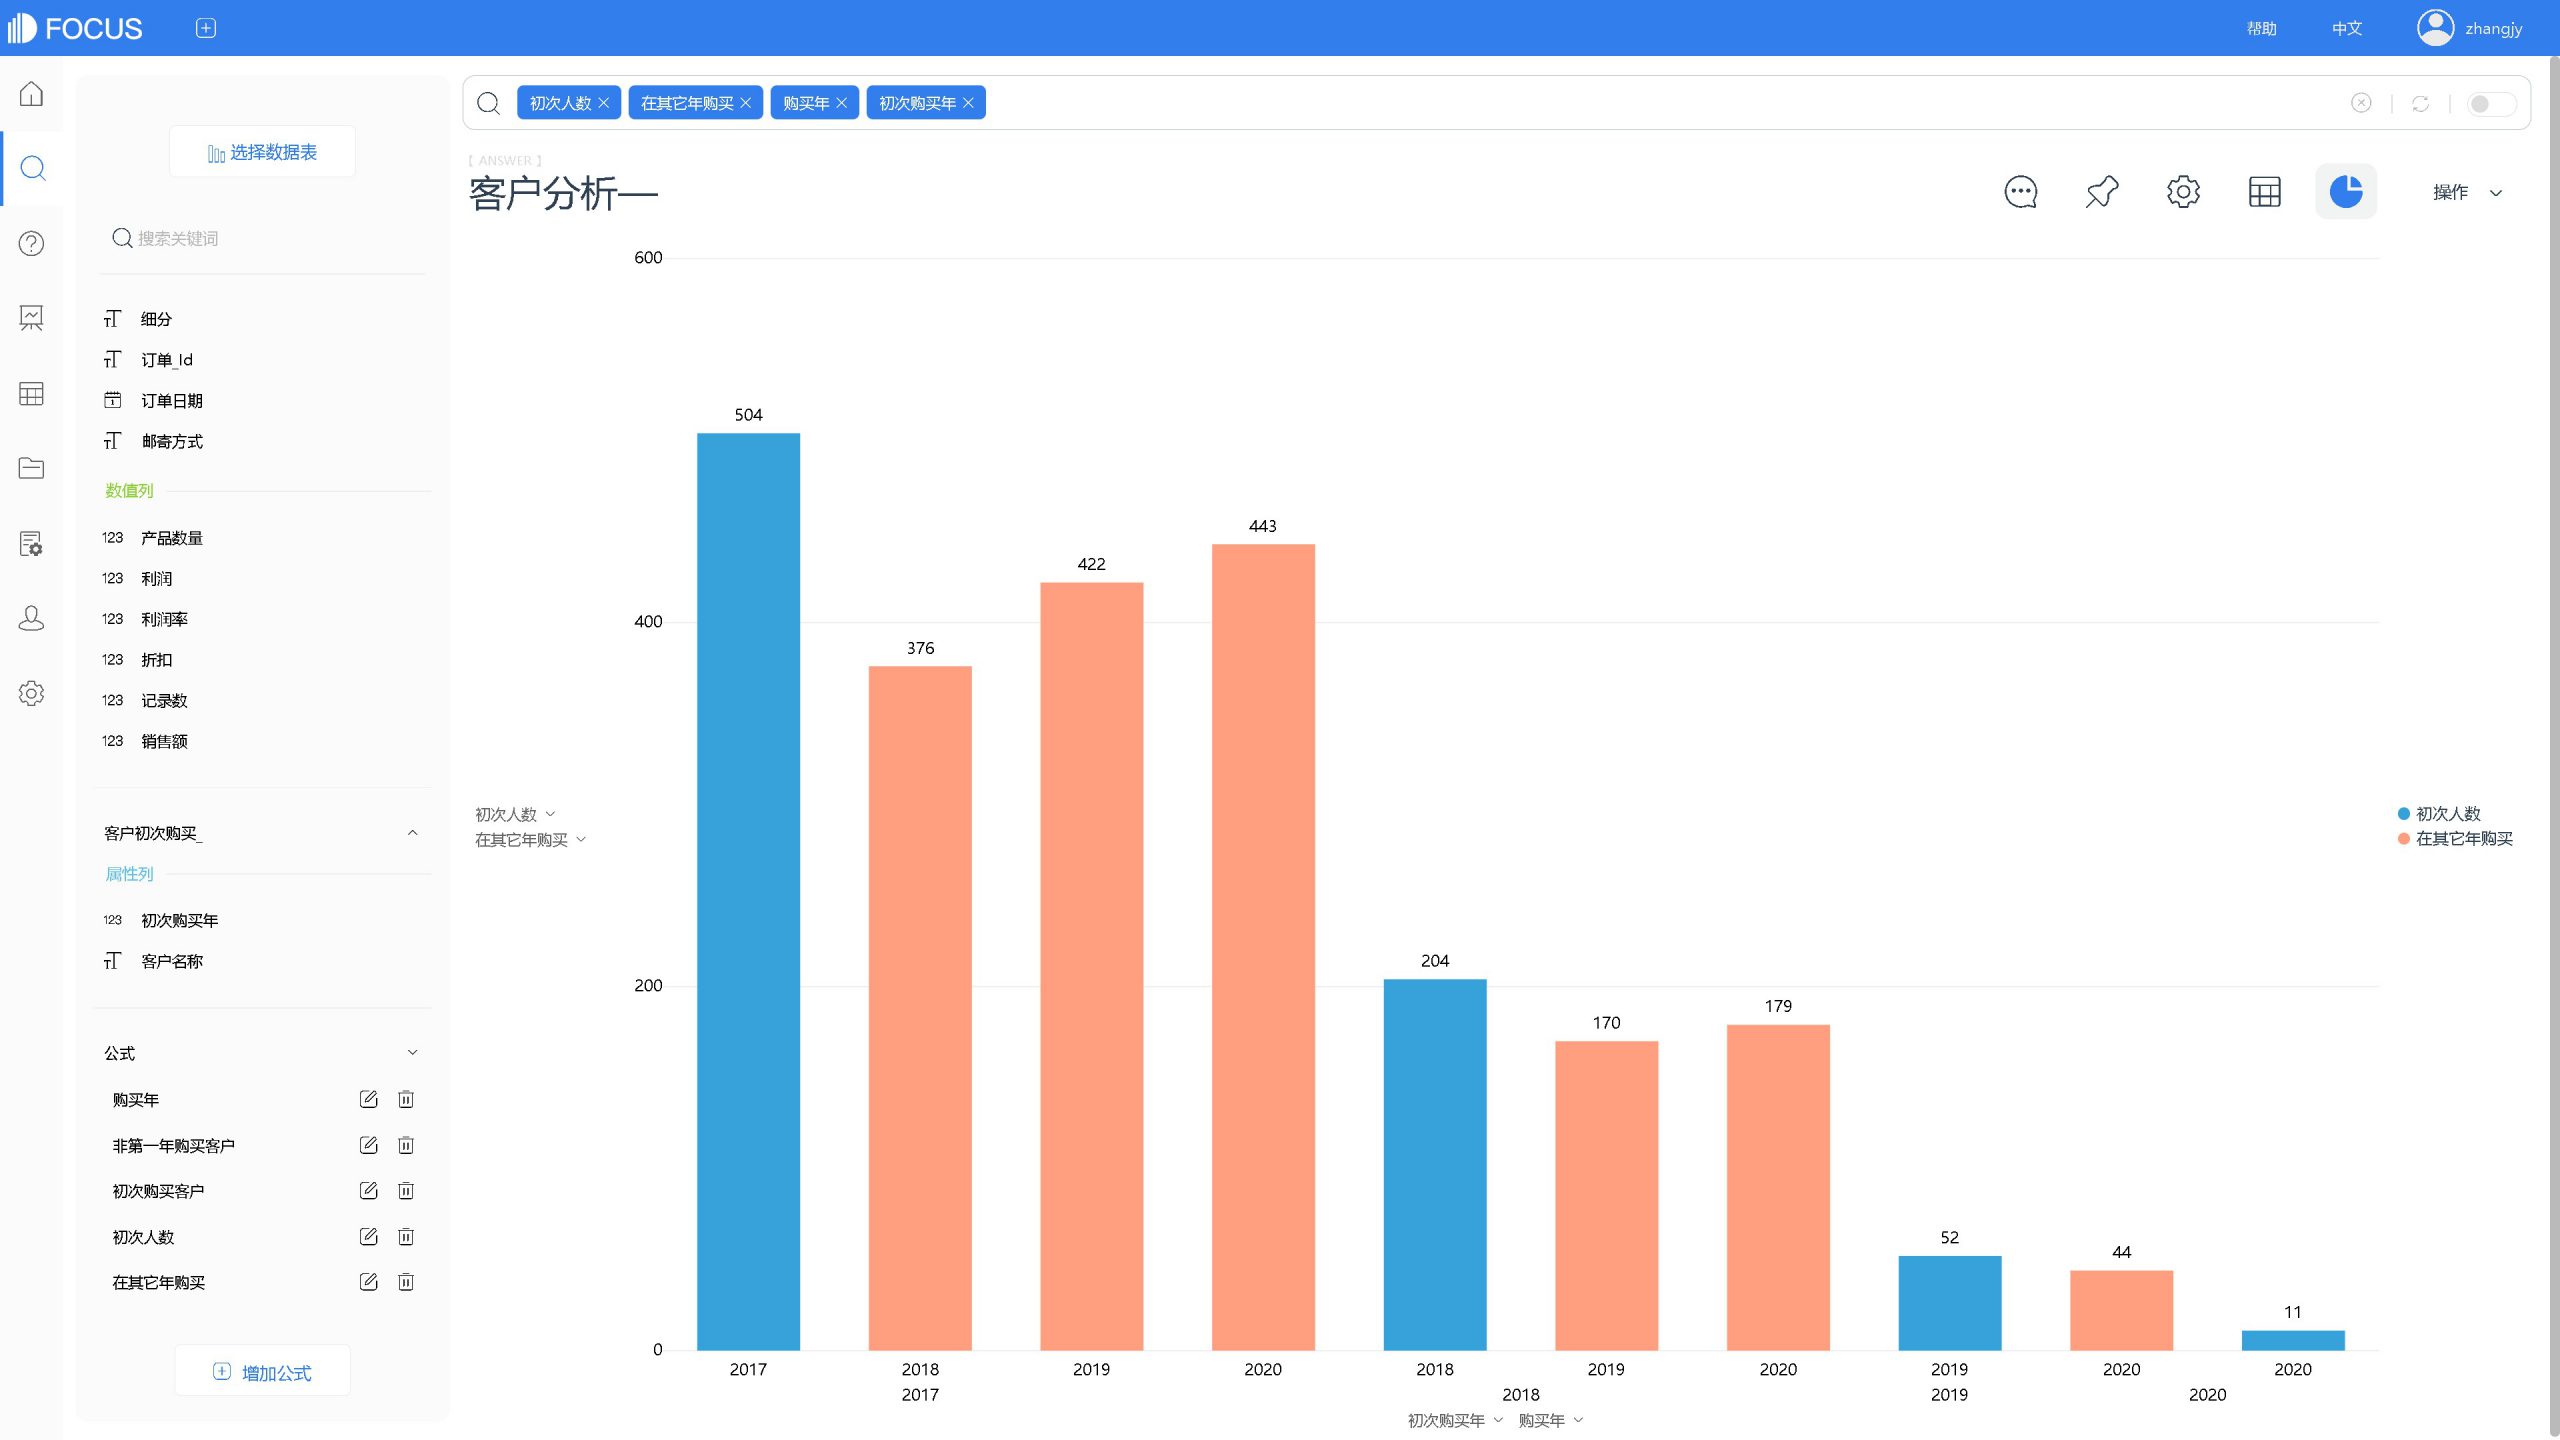 FOCUS
帮助
中文
zhangjy
选择数据表
搜索关键词
细分
订单_Id
订单日期
邮寄方式
数值列
123 产品数量
123 利润
123 利润率
123 折扣
123 记录数
123 销售额
客户初次购买_
属性列
123 初次购买年
客户名称
公式
购买年
非第一年购买客户
初次购买客户
初次人数
在其它年购买
增加公式
初次人数
在其它年购买
购买年
初次购买年
【 ANSWER 】
客户分析一
操作
600
400
200
0
初次人数
在其它年购买
504
376
422
443
204
170
179
52
44
11
2017
2018
2019
2020
2018
2019
2020
2019
2020
2020
2017
2018
2019
2020
初次购买年
购买年
初次人数
在其它年购买